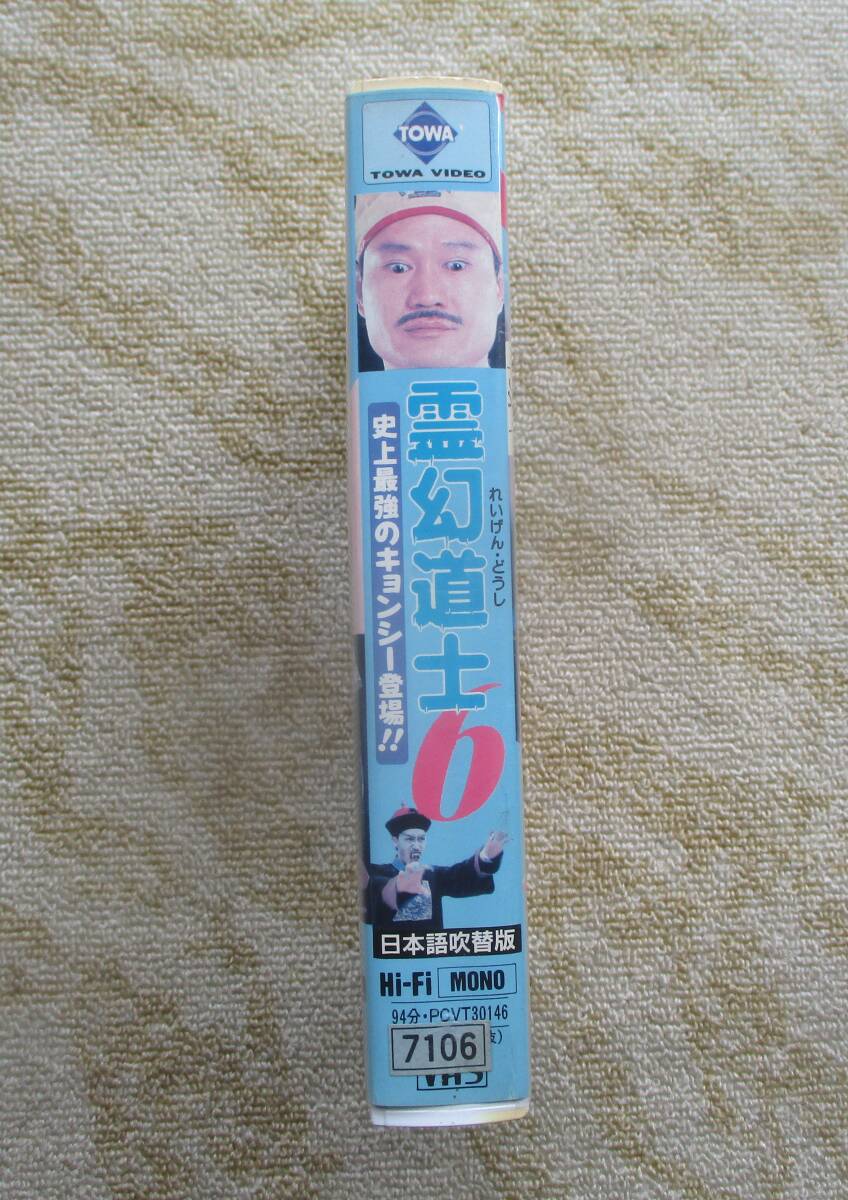 TOWA
TOWA VIDEO
霊幻道士6
れいげん・どうし
史上最強のキョンシー登場!!
日本語吹替版
Hi-Fi MONO
94分・PCVT30146
7106
VHS